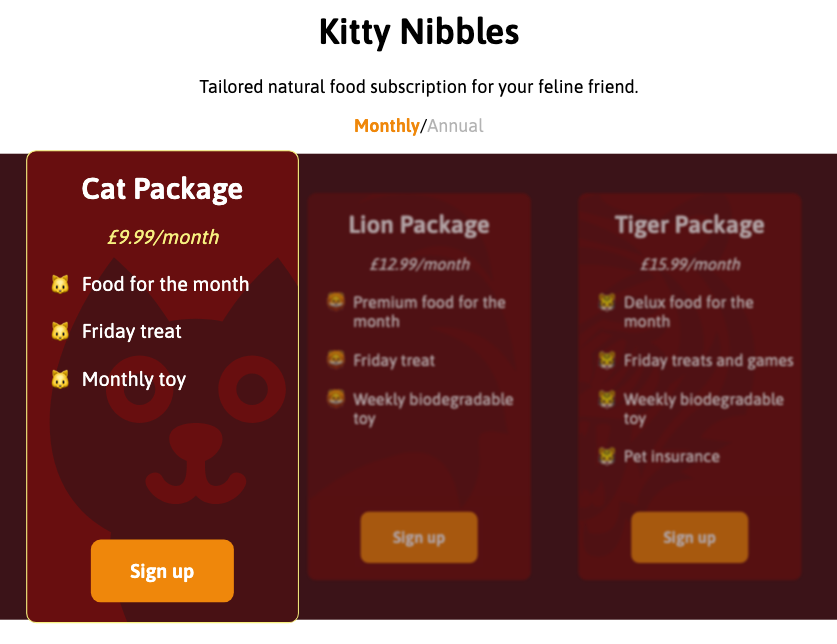 Kitty Nibbles
Tailored natural food subscription for your feline friend.
Monthly/Annual
Cat Package
£9.99/month
Food for the month
Friday treat
Monthly toy
Sign up
Lion Package
£12.99/month
Premium food for the
month
Friday treat
Weekly biodegradable
toy
Sign up
Tiger Package
£15.99/month
Delux food for the
month
Friday treats and games
Weekly biodegradable
toy
Pet insurance
Sign up